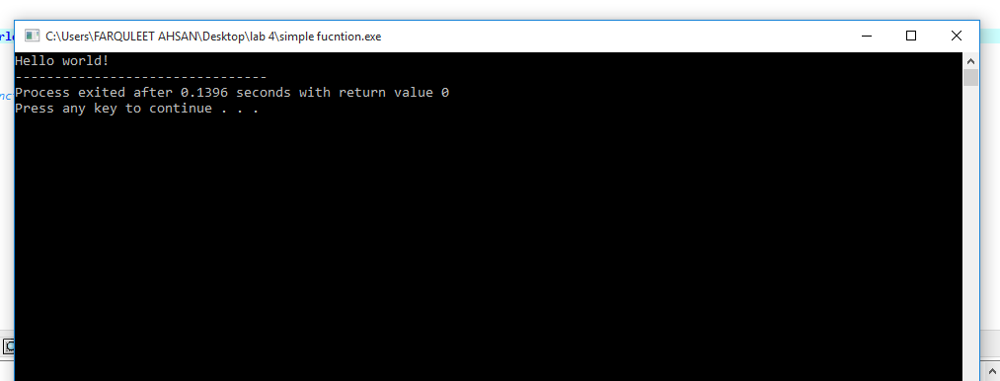 C:\Users\FARQULEET AHSAN\Desktop\lab 4\simple fucntion.exe
Hello world!
--------------------------------
Process exited after 0.1396 seconds with return value 0
Press any key to continue . . .